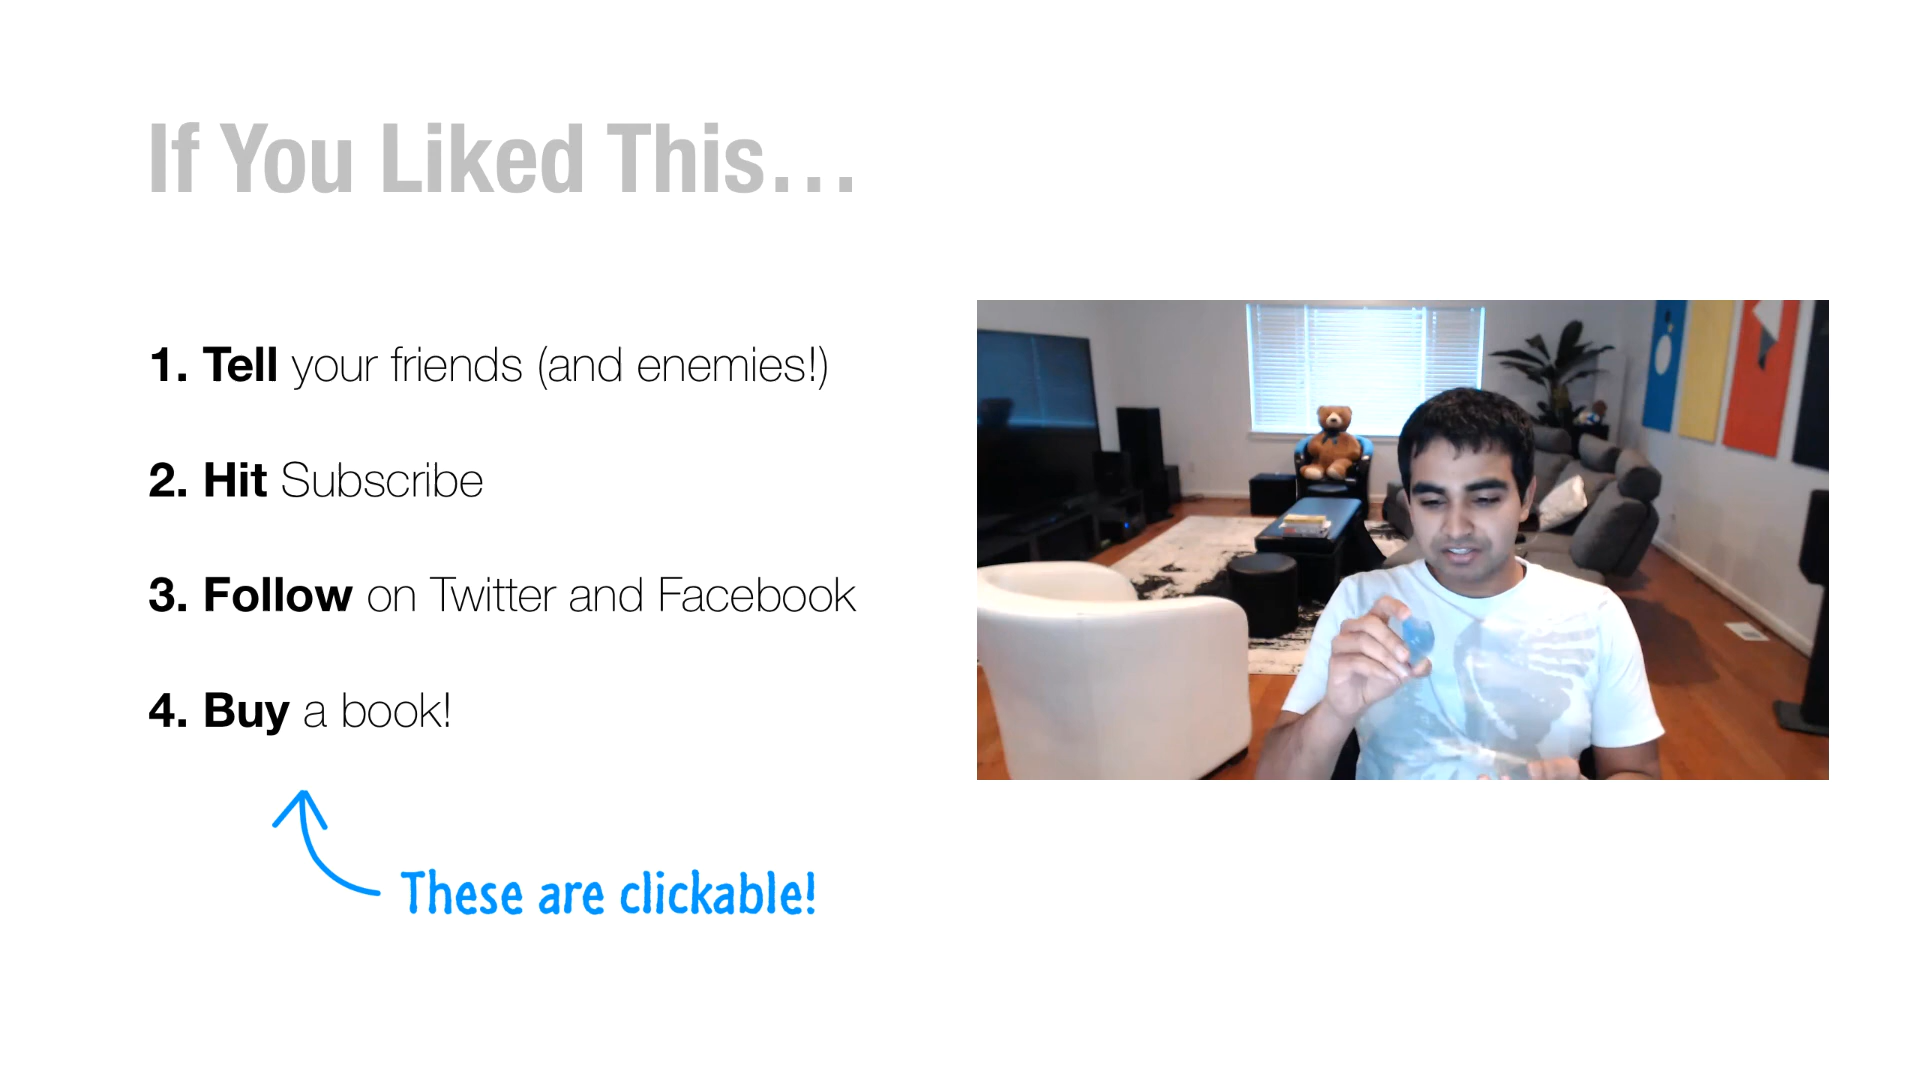 If You Liked This…
1. Tell your friends (and enemies!)
2. Hit Subscribe
3. Follow on Twitter and Facebook
4. Buy a book!
These are clickable!